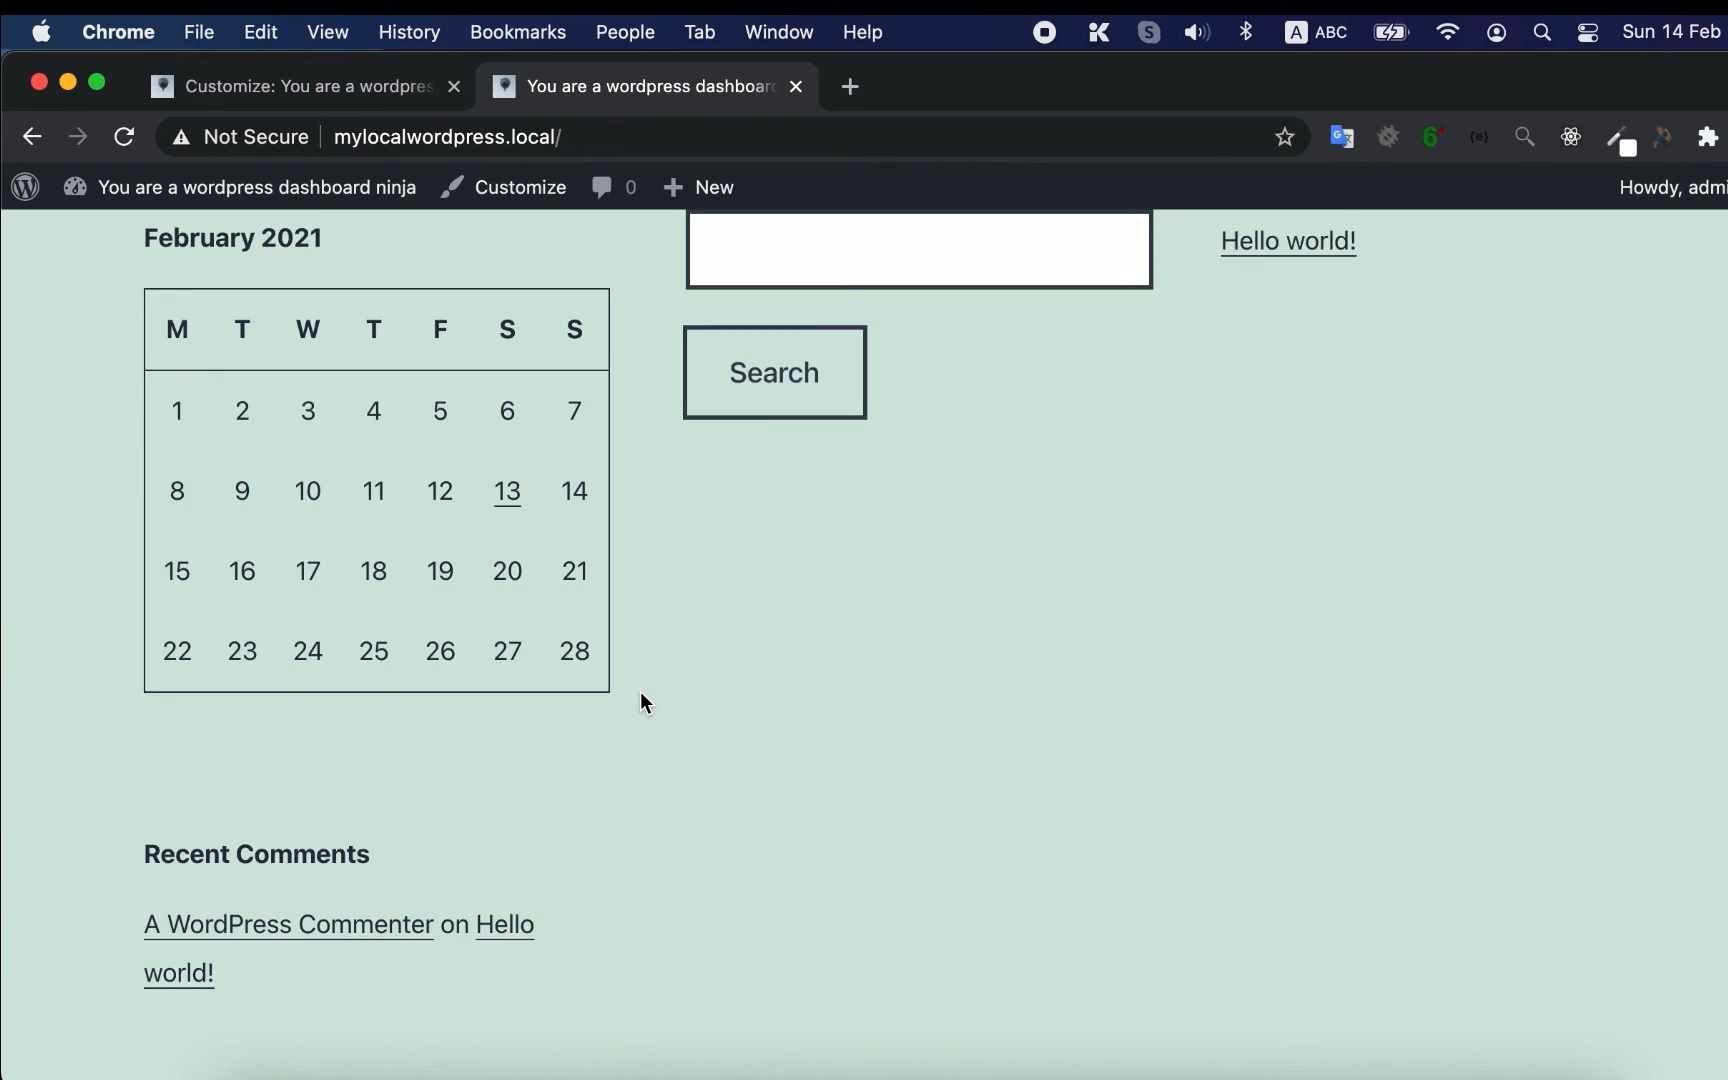 Chrome File Edit View History Bookmarks People Tab Window Help A ABC Sun 14 Feb
Customize: You are a wordpres You are a wordpress dashboar
Not Secure mylocalwordpress.local/
You are a wordpress dashboard ninja Customize 0 New Howdy, admi
February 2021
Hello world!
M T W T F S S
Search
1 2 3 4 5 6 7
8 9 10 11 12 13 14
15 16 17 18 19 20 21
22 23 24 25 26 27 28
Recent Comments
A WordPress Commenter on Hello
world!